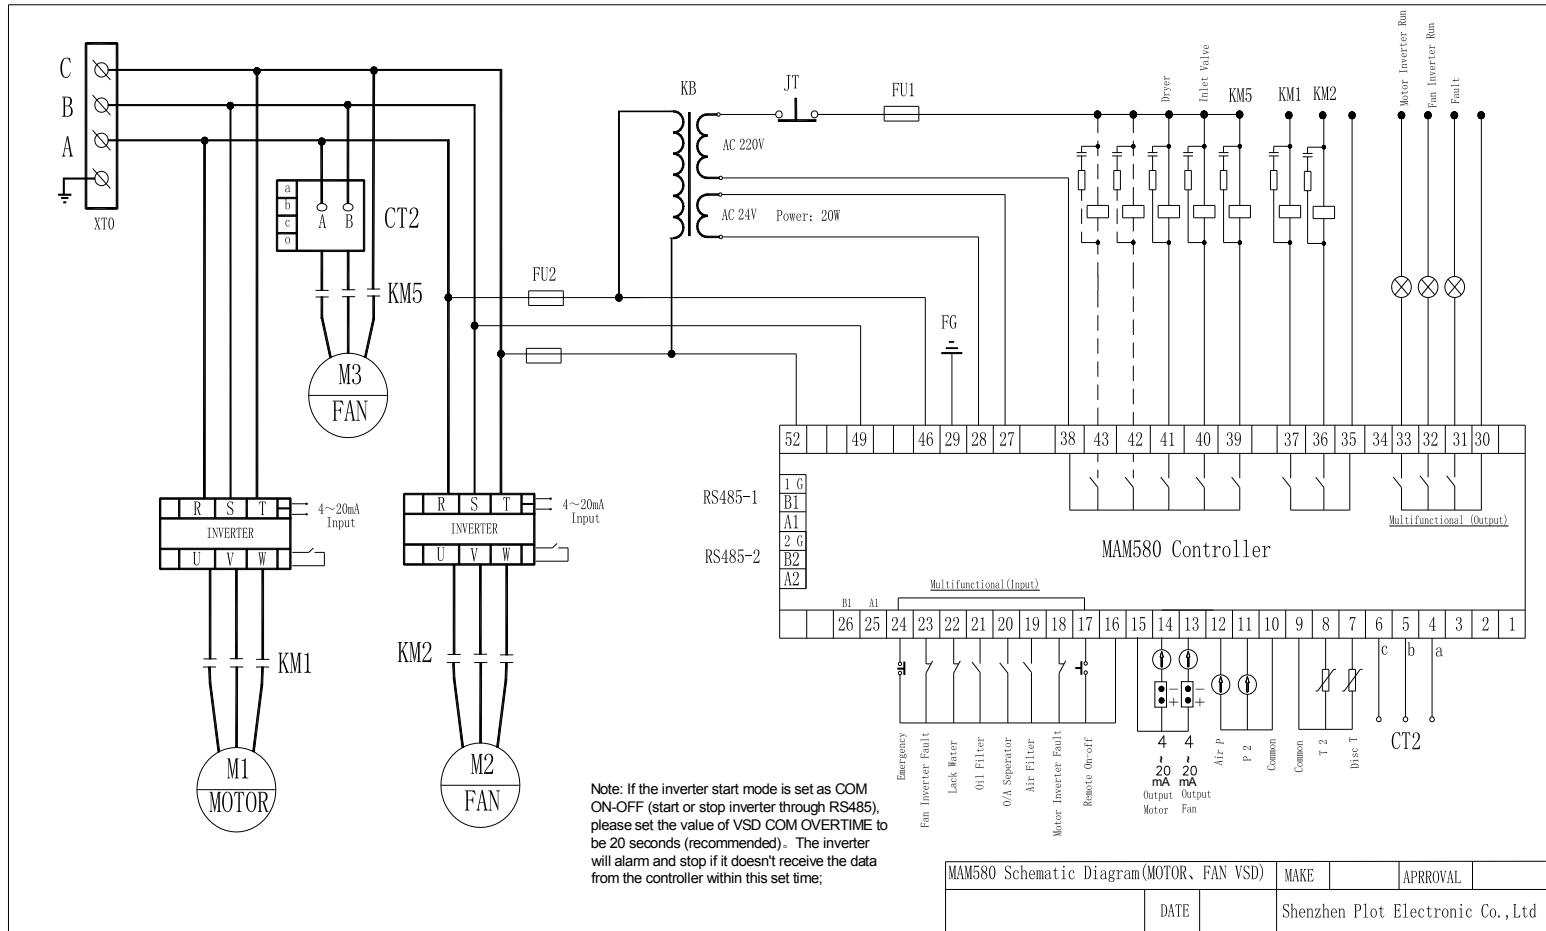 C
B
A
XT0
a
b
c
o
A
B
CT2
KM5
M3
FAN
R
S
T
4~20mA
Input
INVERTER
U
V
W
KM1
M1
MOTOR
R
S
T
4~20mA
Input
INVERTER
U
V
W
KM2
M2
FAN
FU2
KB
JT
FU1
AC 220V
AC 24V
Power: 20W
FG
Dryer
Inlet Valve
KM5
KM1
KM2
Motor Inverter Run
Fan Inverter Run
Fault
52
49
46
29
28
27
38
43
42
41
40
39
37
36
35
34
33
32
31
30
RS485-1
RS485-2
1 G
B1
A1
2 G
B2
A2
Multifunctional (Output)
MAM580 Controller
Multifunctional(Input)
B1
A1
26
25
24
23
22
21
20
19
18
17
16
15
14
13
12
11
10
9
8
7
6
5
4
3
2
1
c
b
a
-
+
-
+
CT2
Emergency
Fan Inverter Fault
Lack Water
Oil Filter
O/A Seperator
Air Filter
Motor Inverter Fault
Remote On-off
4
~
20
mA
Output
Motor
4
~
20
mA
Output
Fan
Air P
P 2
Common
Common
T 2
Disc T
Note: If the inverter start mode is set as COM
ON-OFF (start or stop inverter through RS485),
please set the value of VSD COM OVERTIME to
be 20 seconds (recommended)。The inverter
will alarm and stop if it doesn't receive the data
from the controller within this set time;
MAM580 Schematic Diagram(MOTOR、FAN VSD)
MAKE
APRROVAL
DATE
Shenzhen Plot Electronic Co.,Ltd